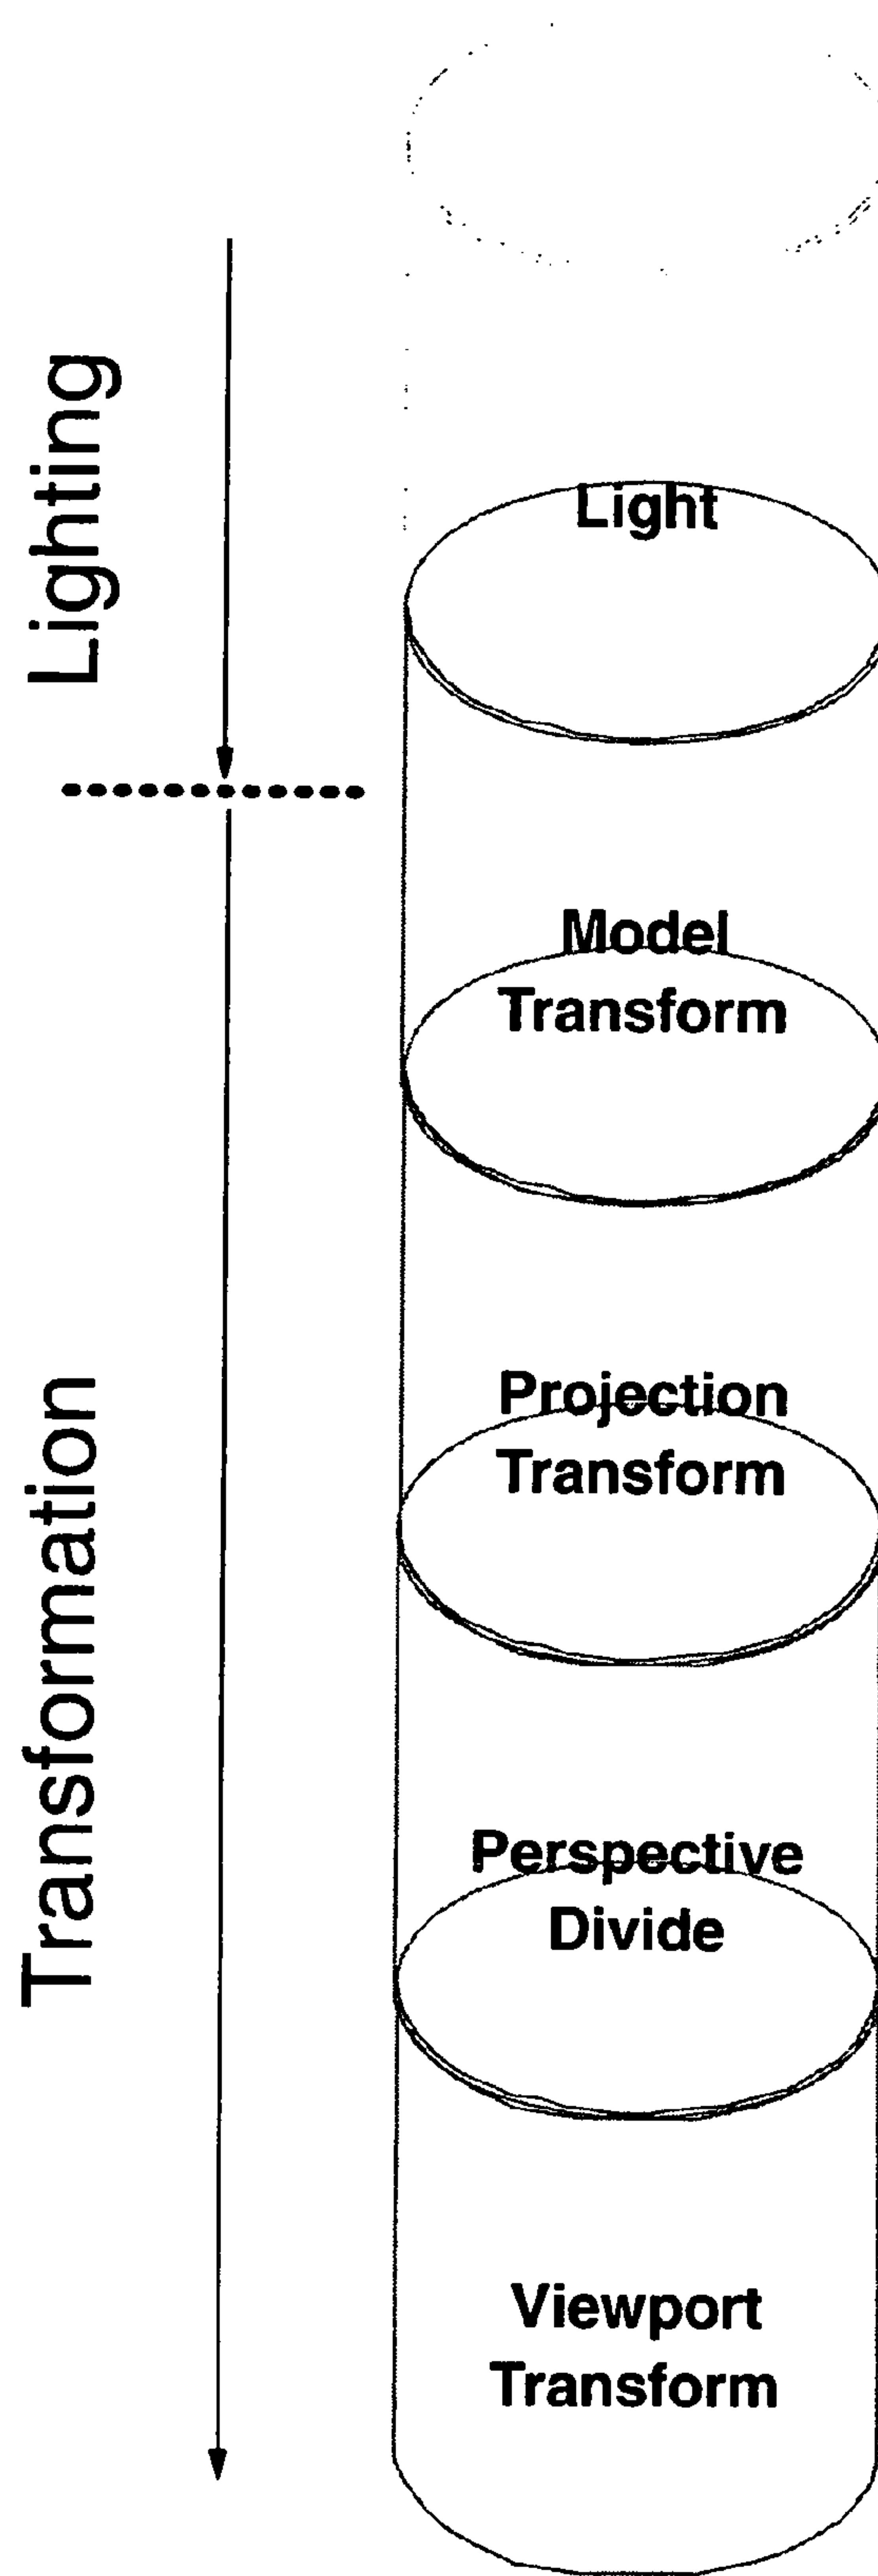 Lighting
Light
Model
Transform
Projection
Transform
Transformation
Perspective
Divide
Viewport
Transform